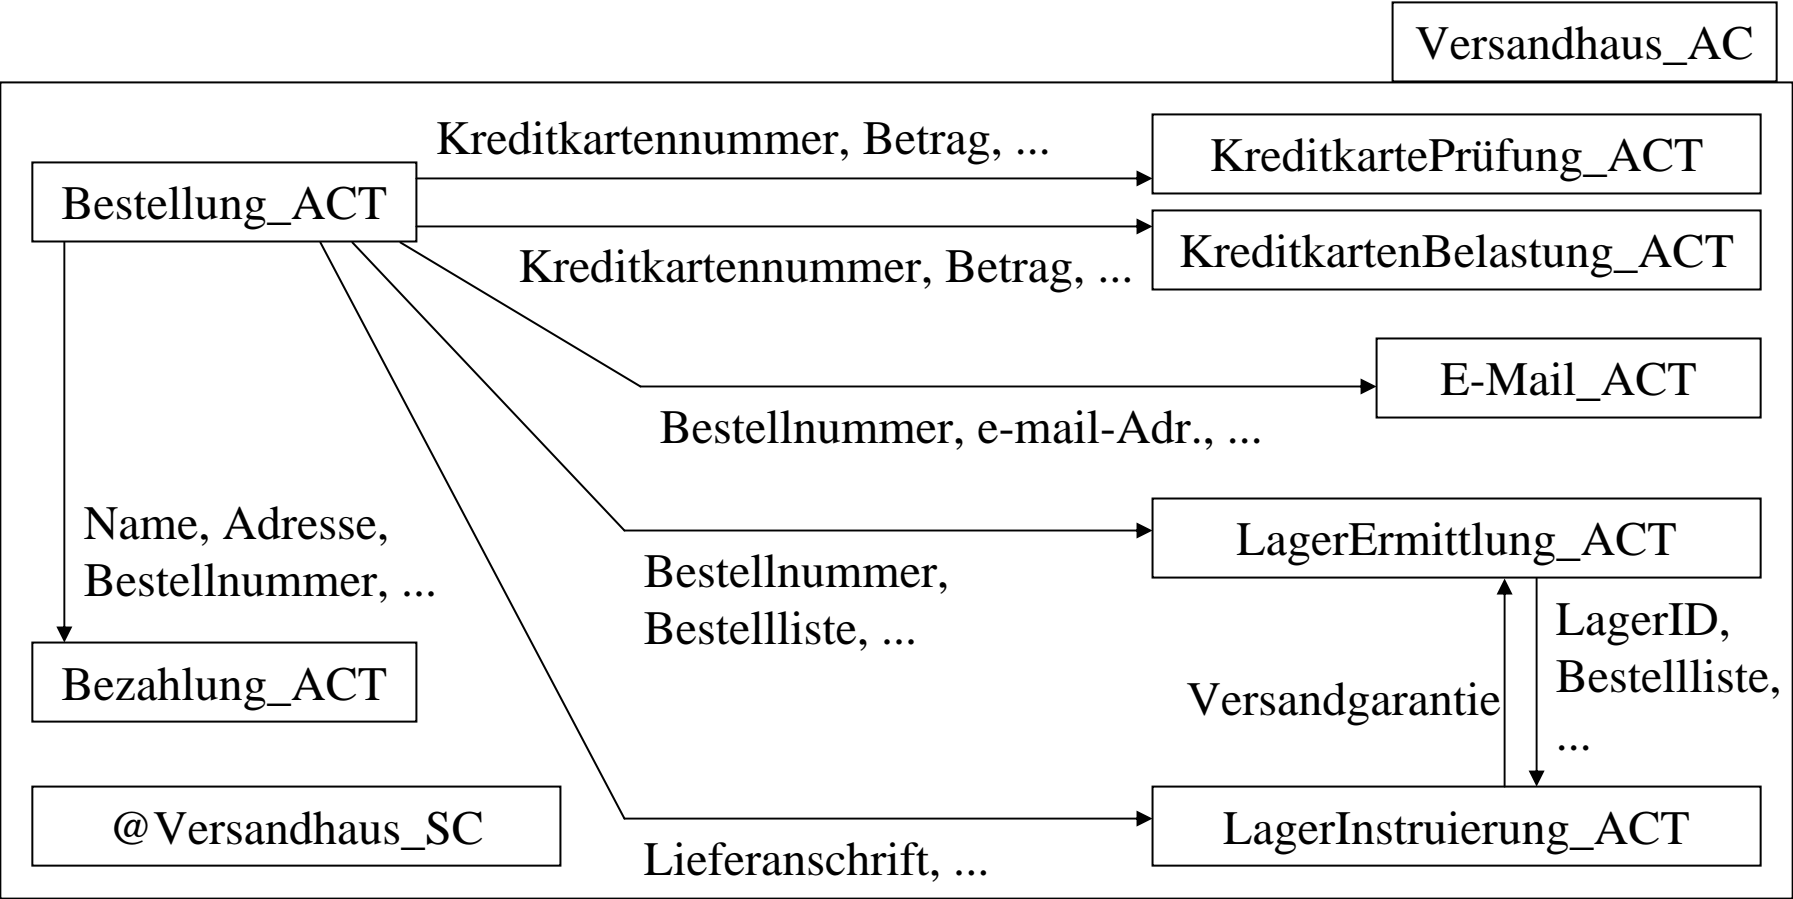 Versandhaus_AC
Kreditkartennummer, Betrag, ...
KreditkartePrüfung_ACT
Bestellung_ACT
KreditkartenBelastung_ACT
Kreditkartennummer, Betrag, ...
E-Mail_ACT
Bestellnummer, e-mail-Adr., ...
Name, Adresse,
Bestellnummer, ...
LagerErmittlung_ACT
Bestellnummer,
Bestellliste, ...
LagerID,
Bestellliste,
...
Bezahlung_ACT
Versandgarantie
@Versandhaus_SC
LagerInstruierung_ACT
Lieferanschrift, ...